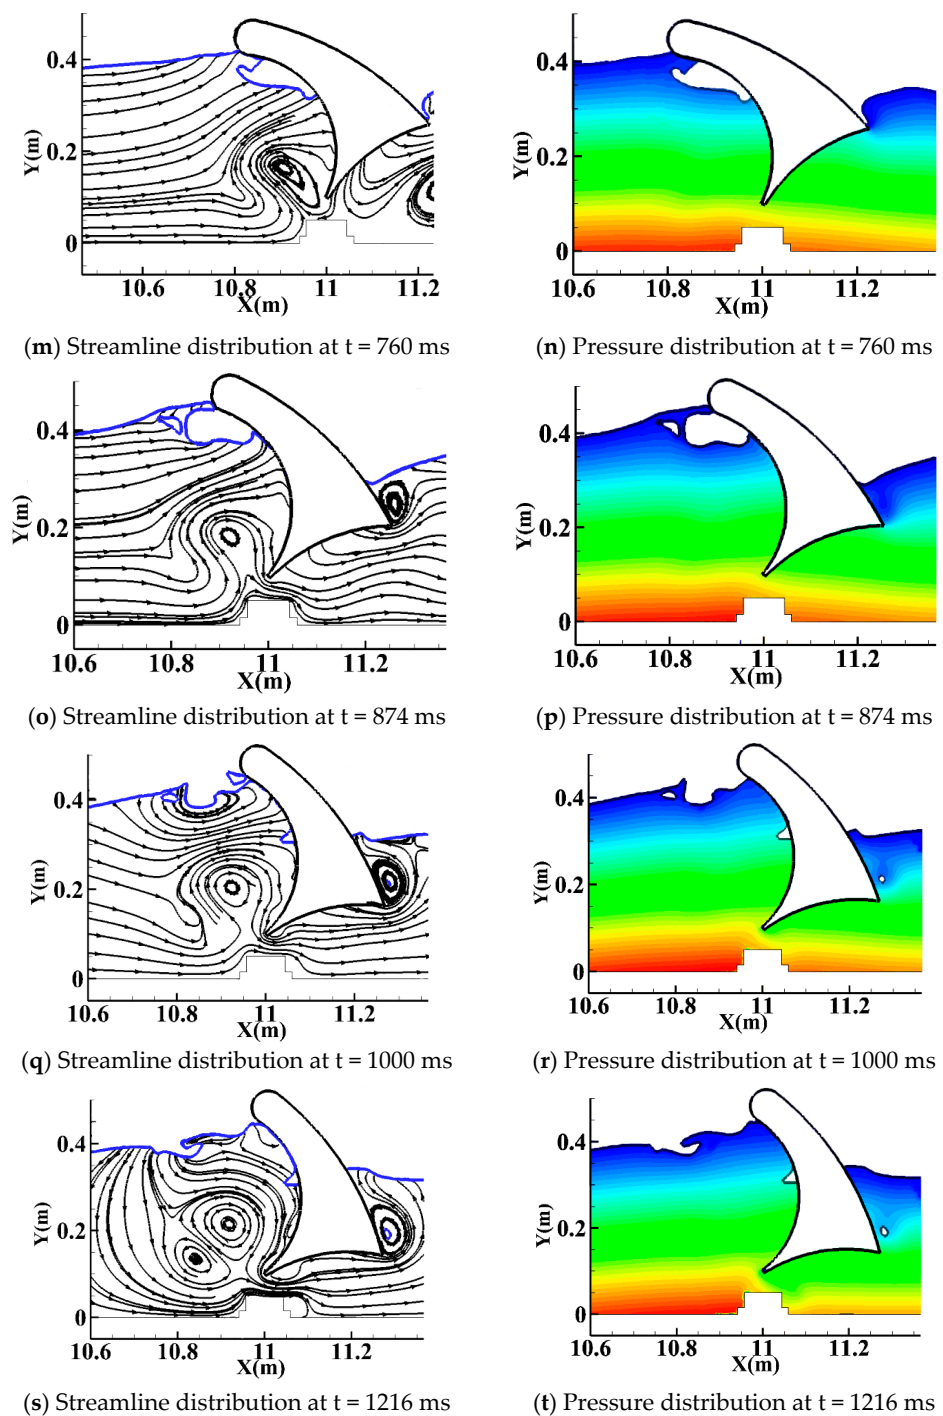 0.4
0.2
0
Y(m)
10.6 10.8 11 11.2
X(m)
0.4
0.2
0
Y(m)
10.6 10.8 11 11.2
X(m)
(m) Streamline distribution at t = 760 ms
(n) Pressure distribution at t = 760 ms
0.4
0.2
0
Y(m)
10.6 10.8 11 11.2
X(m)
0.4
0.2
0
Y(m)
10.6 10.8 11 11.2
X(m)
(o) Streamline distribution at t = 874 ms
(p) Pressure distribution at t = 874 ms
0.4
0.2
0
Y(m)
10.6 10.8 11 11.2
X(m)
0.4
0.2
0
Y(m)
10.6 10.8 11 11.2
X(m)
(q) Streamline distribution at t = 1000 ms
(r) Pressure distribution at t = 1000 ms
0.4
0.2
0
Y(m)
10.6 10.8 11 11.2
X(m)
0.4
0.2
0
Y(m)
10.6 10.8 11 11.2
X(m)
(s) Streamline distribution at t = 1216 ms
(t) Pressure distribution at t = 1216 ms